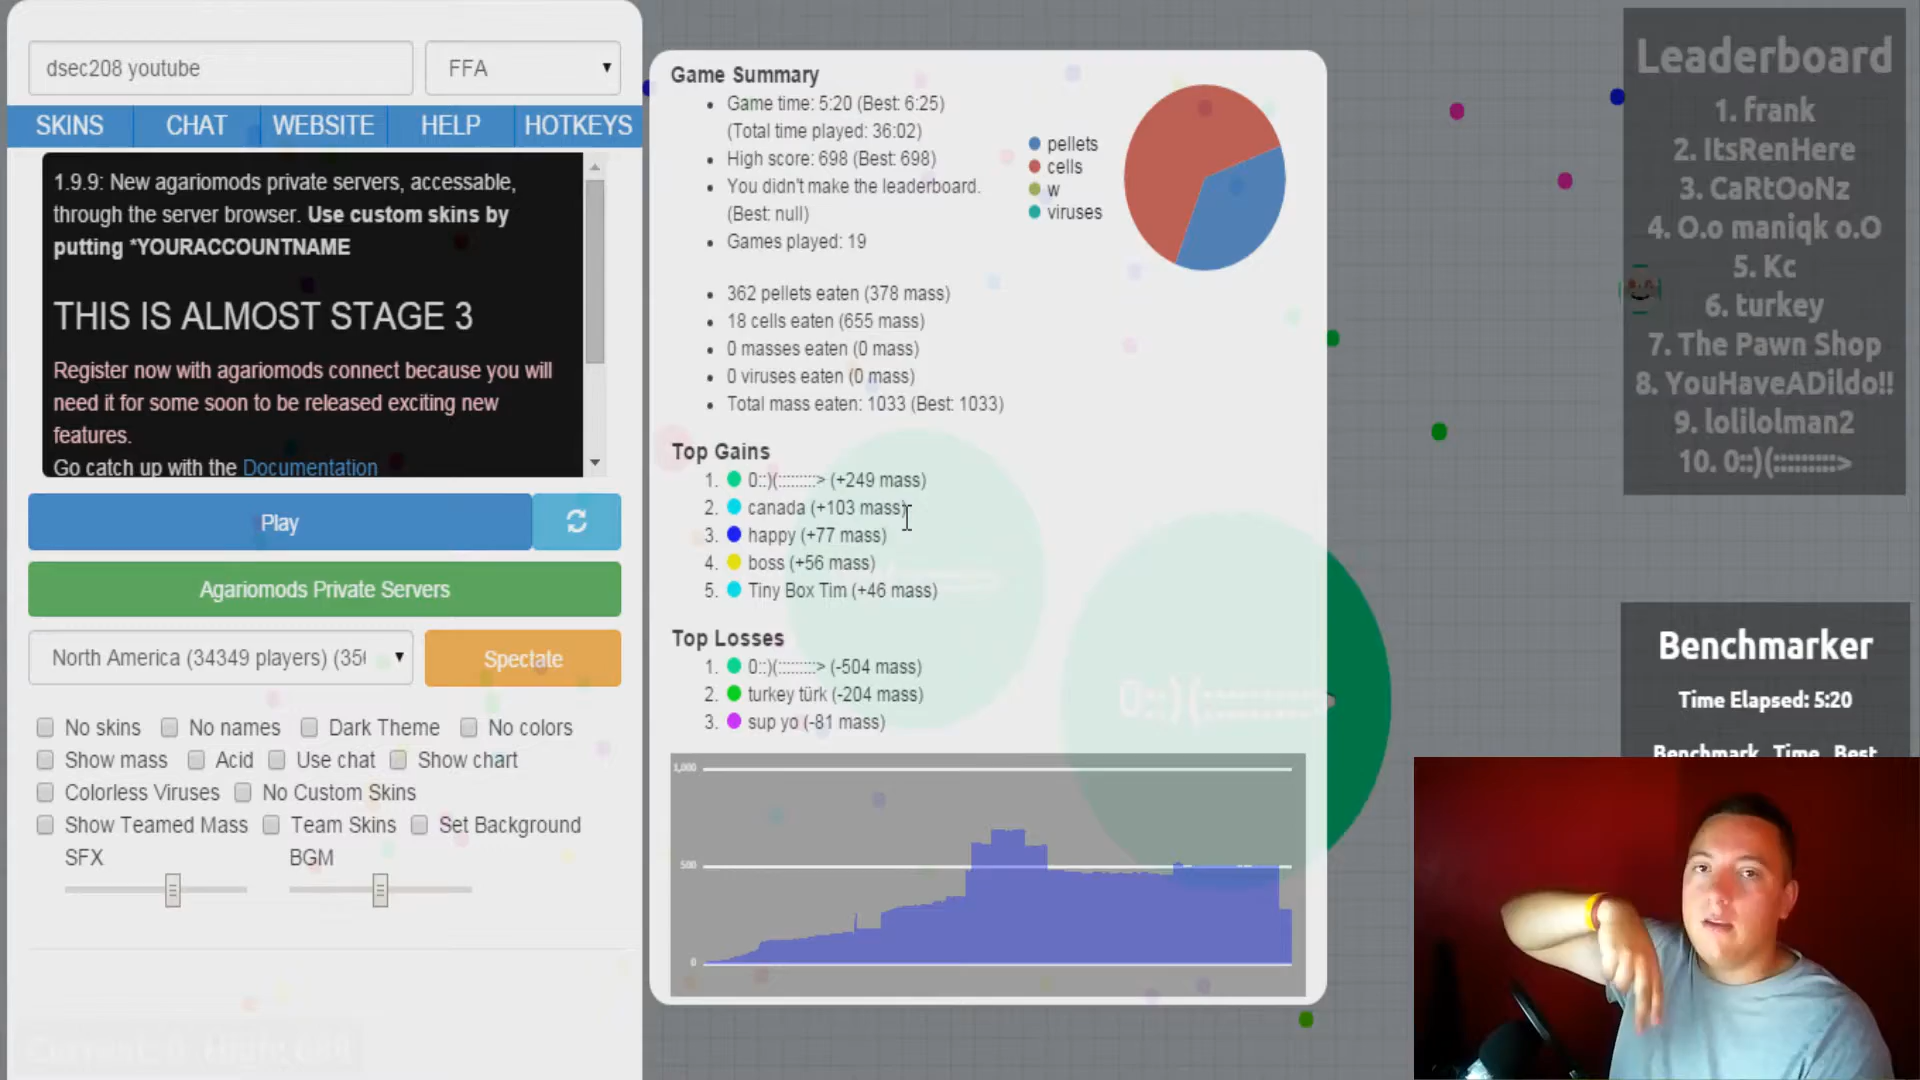 dsec208 youtube
FFA
SKINS
CHAT
WEBSITE
HELP
HOTKEYS
1.9.9: New agariomods private servers, accessable,
through the server browser. Use custom skins by
putting *YOURACCOUNTNAME
THIS IS ALMOST STAGE 3
Register now with agariomods connect because you will
need it for some soon to be released exciting new
features.
Go catch up with the Documentation
Play
Agariomods Private Servers
North America (34349 players) (356
Spectate
No skins
No names
Dark Theme
No colors
Show mass
Acid
Use chat
Show chart
Colorless Viruses
No Custom Skins
Show Teamed Mass
Team Skins
Set Background
SFX
BGM
Game Summary
Game time: 5:20 (Best: 6:25)
(Total time played: 36:02)
High score: 698 (Best: 698)
You didn't make the leaderboard.
(Best: null)
Games played: 19
pellets
cells
w
viruses
362 pellets eaten (378 mass)
18 cells eaten (655 mass)
0 masses eaten (0 mass)
0 viruses eaten (0 mass)
Total mass eaten: 1033 (Best: 1033)
Top Gains
1. 0::)(:::::::::> (+249 mass)
2. canada (+103 mass)
3. happy (+77 mass)
4. boss (+56 mass)
5. Tiny Box Tim (+46 mass)
Top Losses
1. 0::)(:::::::::> (-504 mass)
2. turkey türk (-204 mass)
3. sup yo (-81 mass)
1,000
500
0
Leaderboard
1. frank
2. ItsRenHere
3. CaRtOoNz
4. O.o maniqk o.O
5. Kc
6. turkey
7. The Pawn Shop
8. YouHaveADildo!!
9. lolilolman2
10. 0::)(:::::::::>
Benchmarker
Time Elapsed: 5:20
Benchmark Time Best